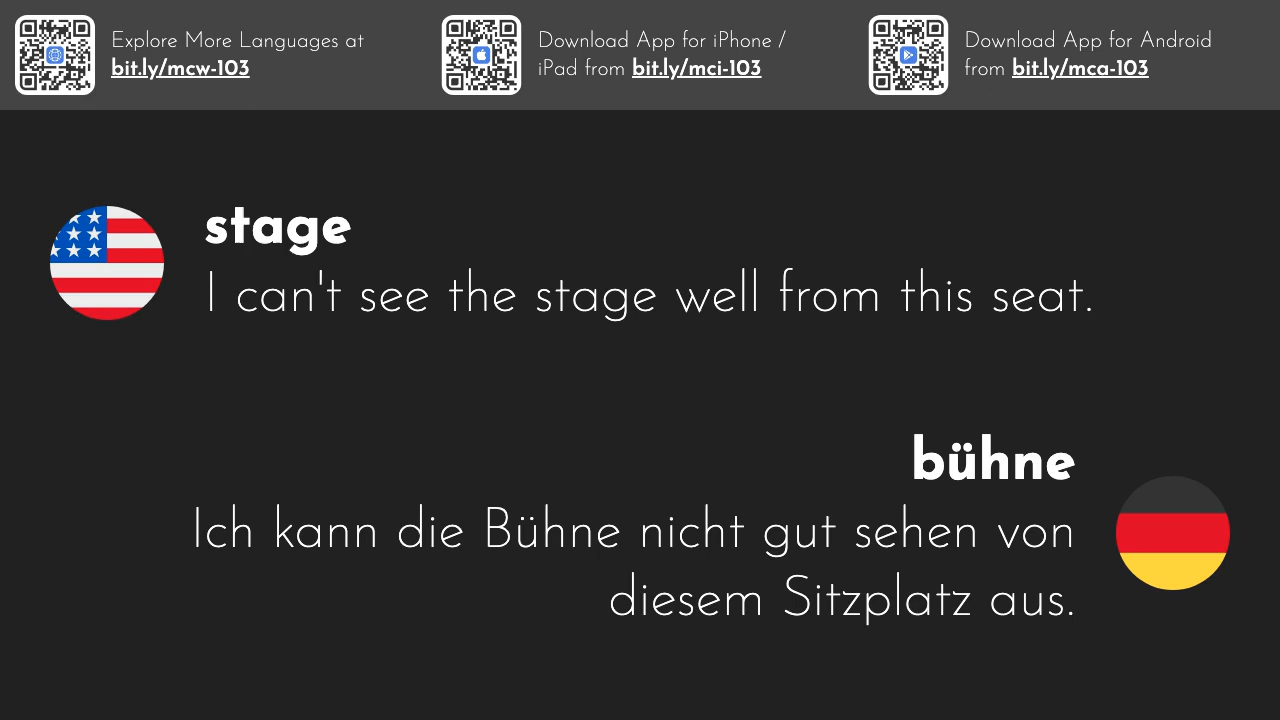 Explore More Languages at
bit.ly/mcw-103
Download App for iPhone /
iPad from bit.ly/mci-103
Download App for Android
from bit.ly/mca-103
stage
I can't see the stage well from this seat.
bühne
Ich kann die Bühne nicht gut sehen von
diesem Sitzplatz aus.